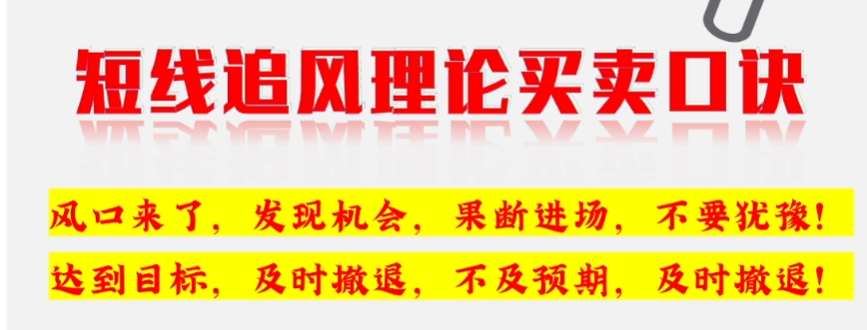 短线追风理论买卖口诀
风口来了，发现机会，果断进场，不要犹豫！
达到目标，及时撤退，不及预期，及时撤退！